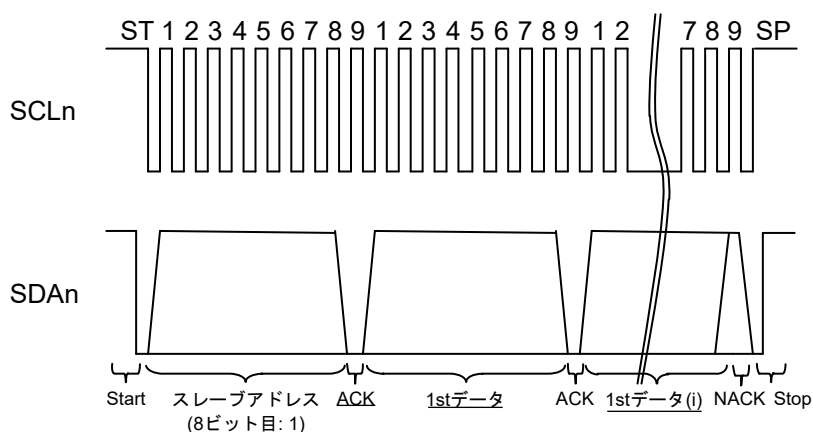 ST 1 2 3 4 5 6 7 8 9 1 2 3 4 5 6 7 8 9 1 2 7 8 9 SP
SCLn
SDAn
Start スレーブアドレス ACK 1stデータ ACK 1stデータ(i) NACK Stop
(8ビット目: 1)